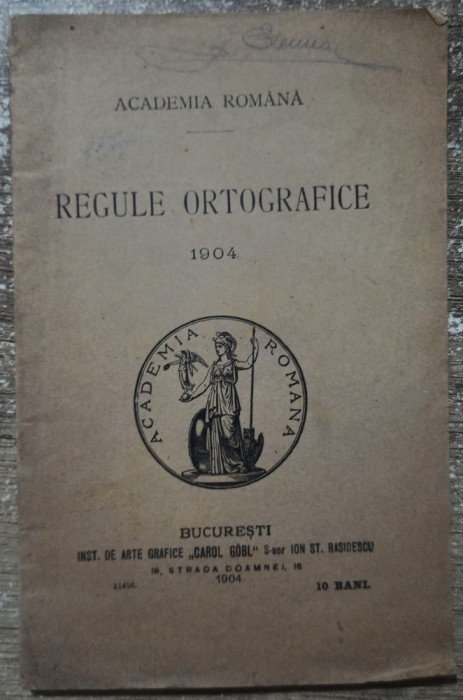 ACADEMIA ROMÂNĂ
REGULE ORTOGRAFICE
1904
ACADEMIA ROMANA
BUCUREȘTI
INST. DE ARTE GRAFICE „CAROL GÖBL" S-sor ION ST. RASIDESCU
16, STRADA DOAMNEI, 16
1904.
10 BANI.